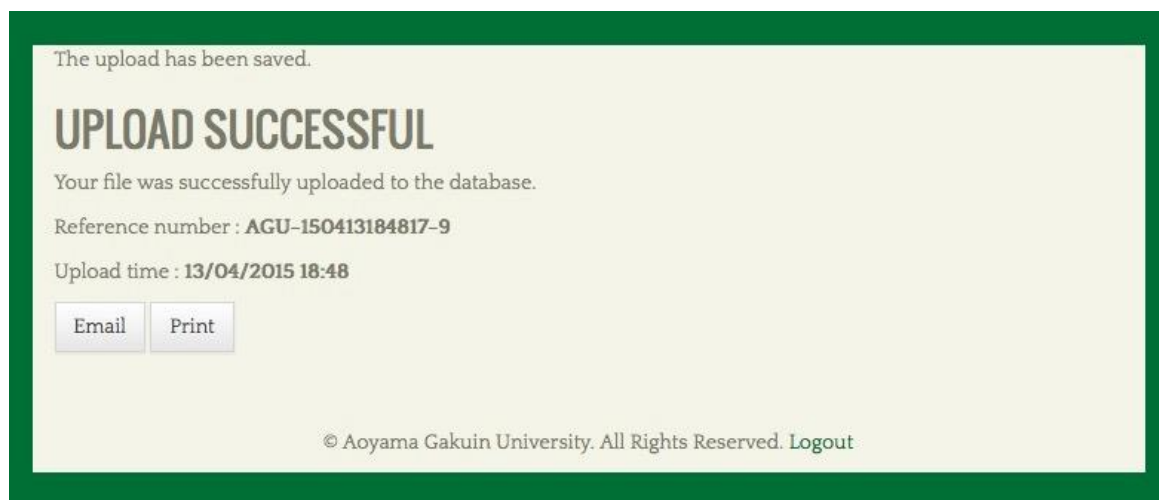 The upload has been saved.
UPLOAD SUCCESSFUL
Your file was successfully uploaded to the database.
Reference number : AGU-150413184817-9
Upload time : 13/04/2015 18:48
Email Print
© Aoyama Gakuin University. All Rights Reserved. Logout